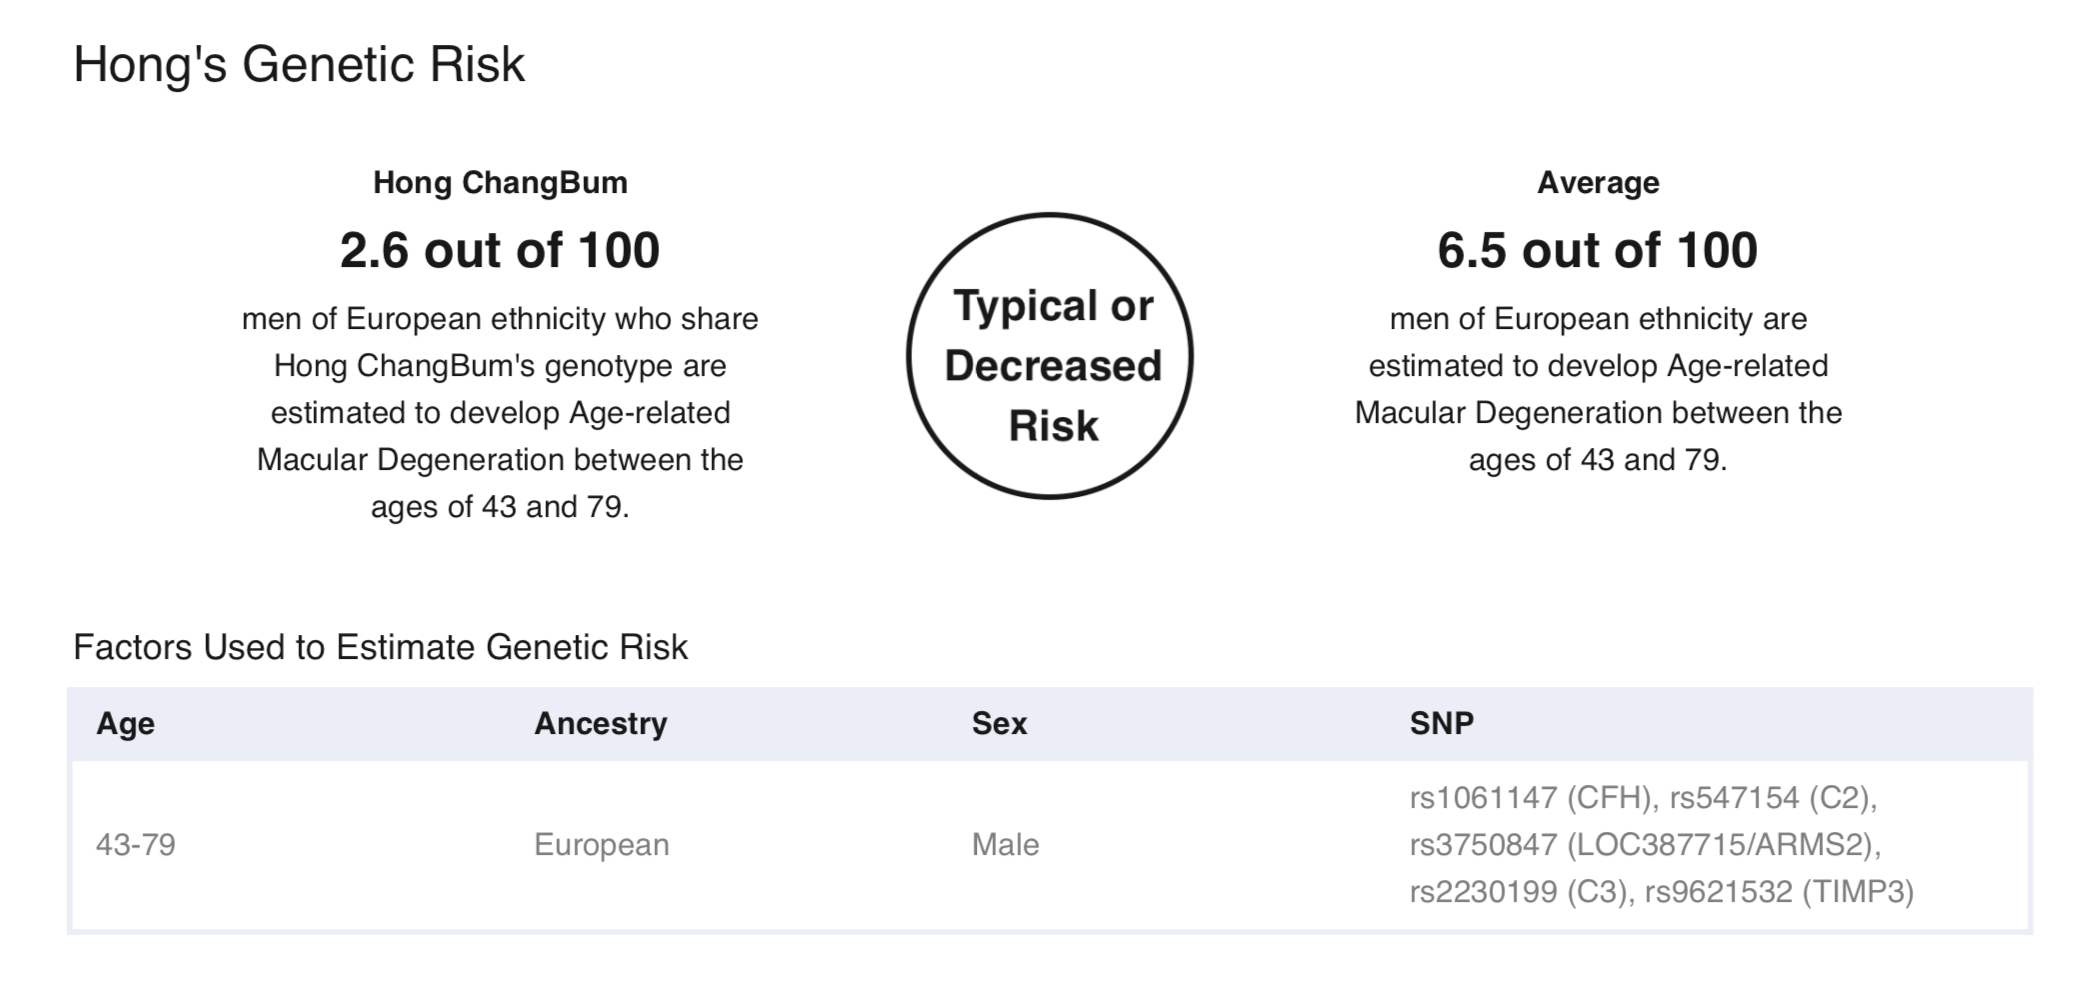 Hong's Genetic Risk
Hong ChangBum
2.6 out of 100
men of European ethnicity who share
Hong ChangBum's genotype are
estimated to develop Age-related
Macular Degeneration between the
ages of 43 and 79.
Typical or
Decreased
Risk
Average
6.5 out of 100
men of European ethnicity are
estimated to develop Age-related
Macular Degeneration between the
ages of 43 and 79.
Factors Used to Estimate Genetic Risk
Age Ancestry Sex SNP
43-79 European Male rs1061147 (CFH), rs547154 (C2),
rs3750847 (LOC387715/ARMS2),
rs2230199 (C3), rs9621532 (TIMP3)